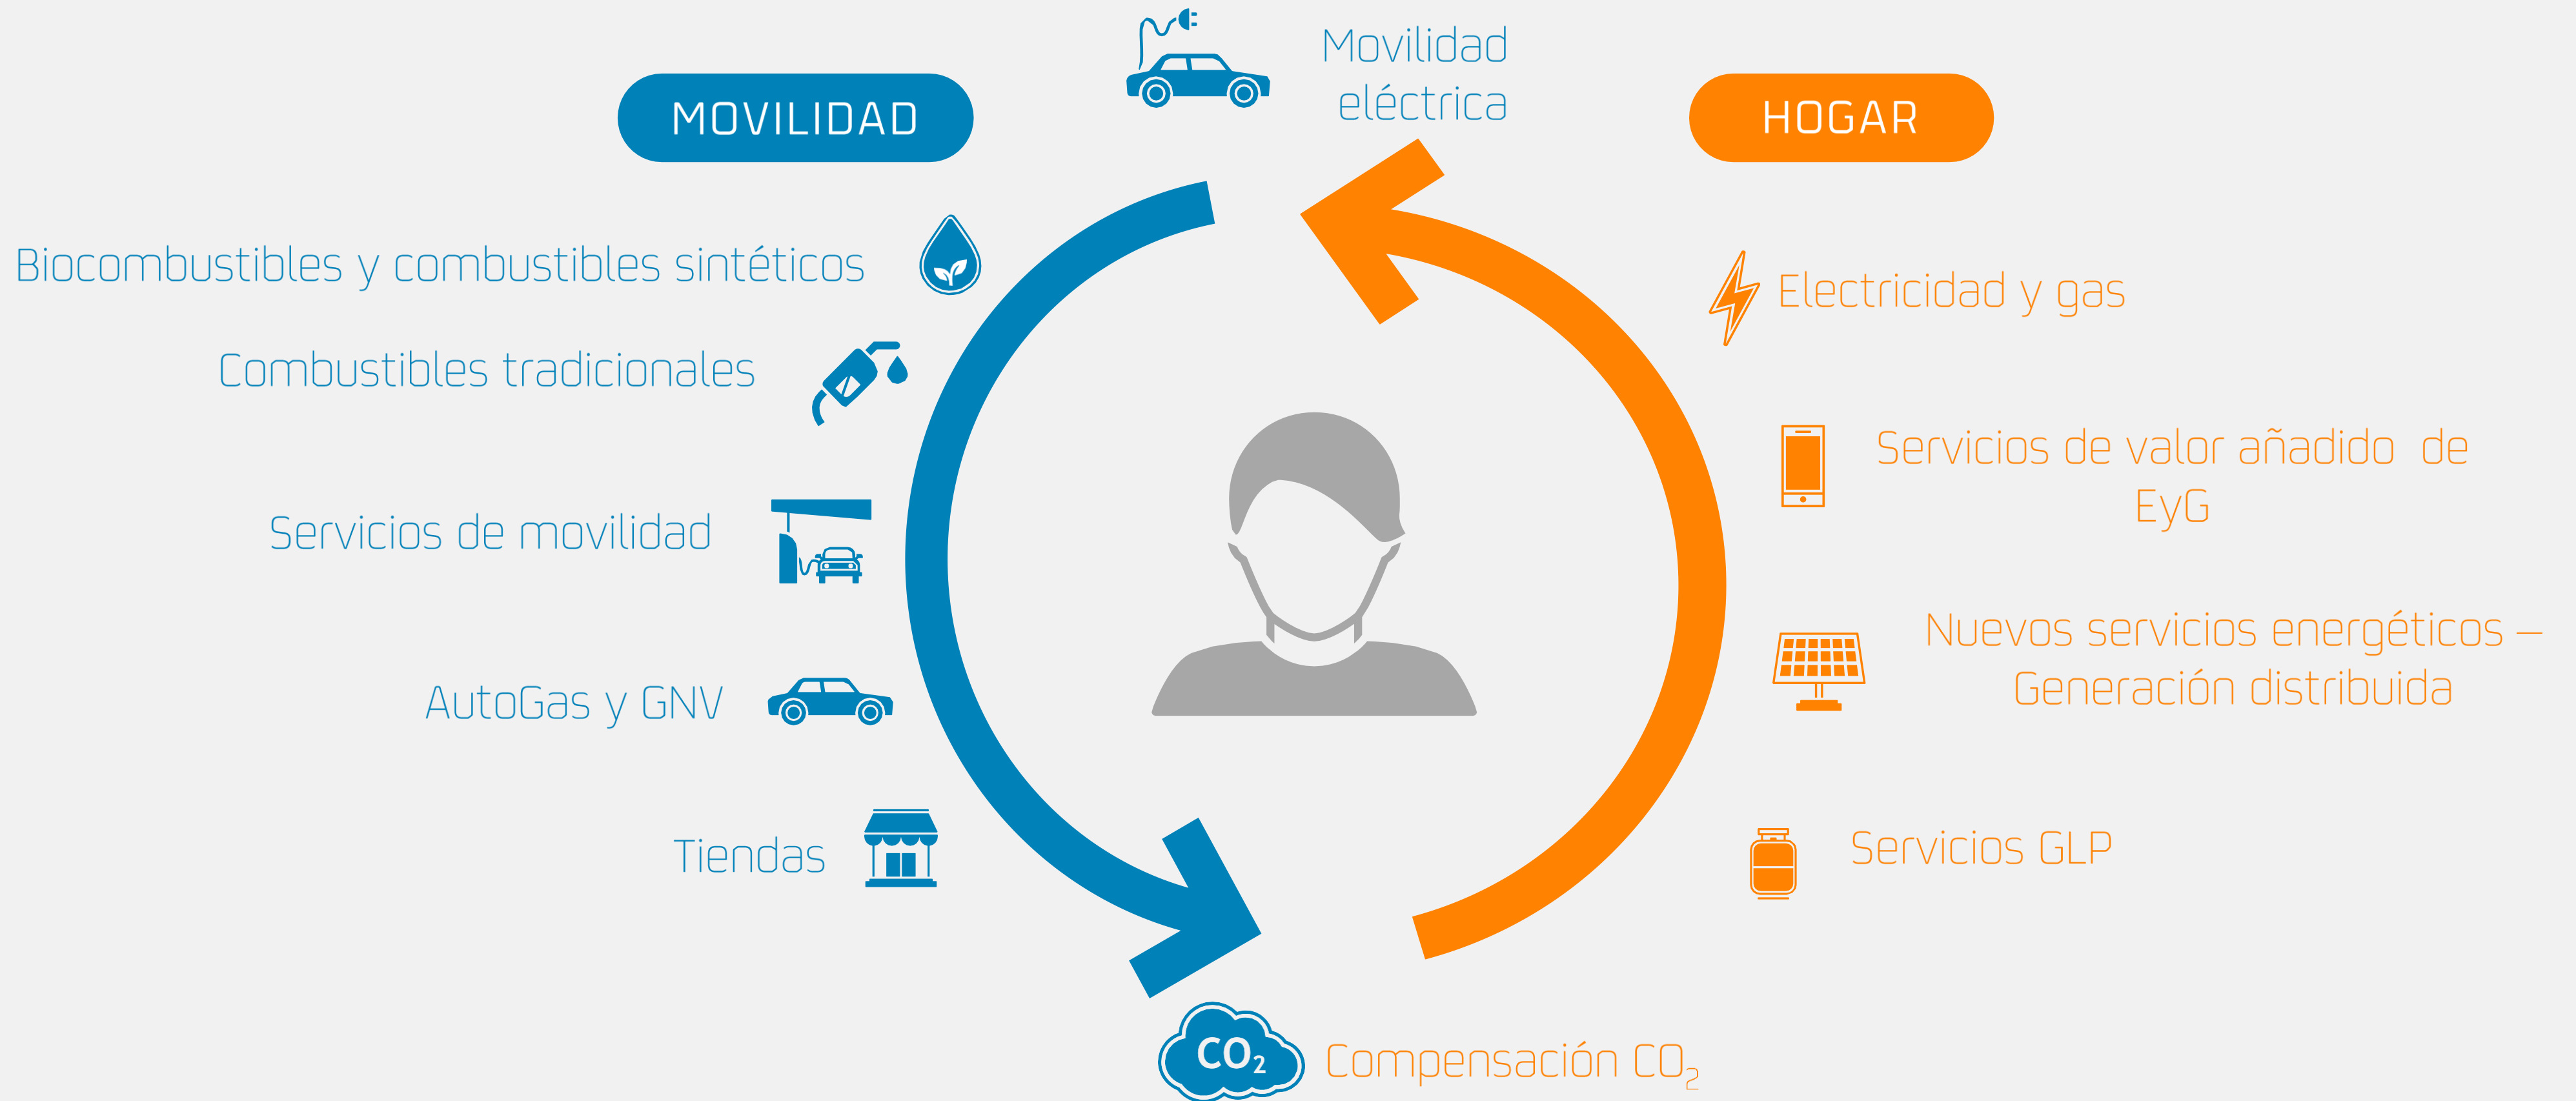 Movilidad
eléctrica
MOVILIDAD
HOGAR
Biocombustibles y combustibles sintéticos
Combustibles tradicionales
Servicios de movilidad
AutoGas y GNV
Tiendas
Electricidad y gas
Servicios de valor añadido de
EyG
Nuevos servicios energéticos –
Generación distribuida
Servicios GLP
CO₂
Compensación CO₂